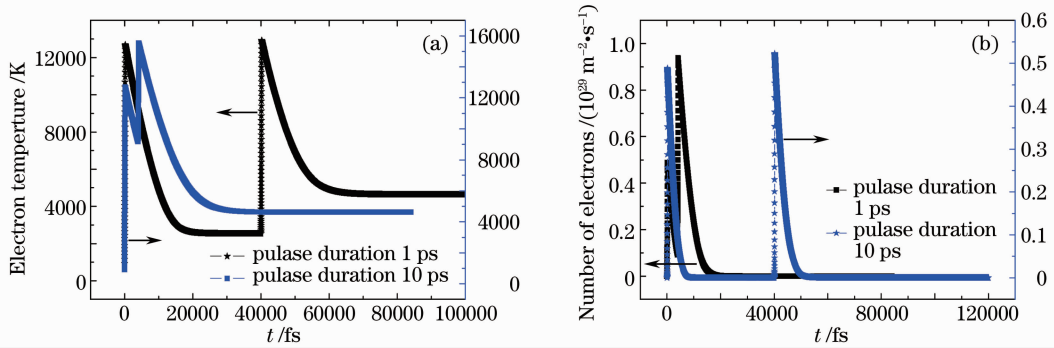 (a)
Electron temperture /K
12000
8000
4000
0
16000
12000
8000
4000
0
pulase duration 1 ps
pulase duration 10 ps
0 20000 40000 60000 80000 100000
t /fs
(b)
Number of electrons /(10²⁹ m⁻²•s⁻¹)
1.0
0.8
0.6
0.4
0.2
0
0.6
0.5
0.4
0.3
0.2
0.1
0
pulase duration
1 ps
pulase duration
10 ps
0 40000 80000 120000
t /fs